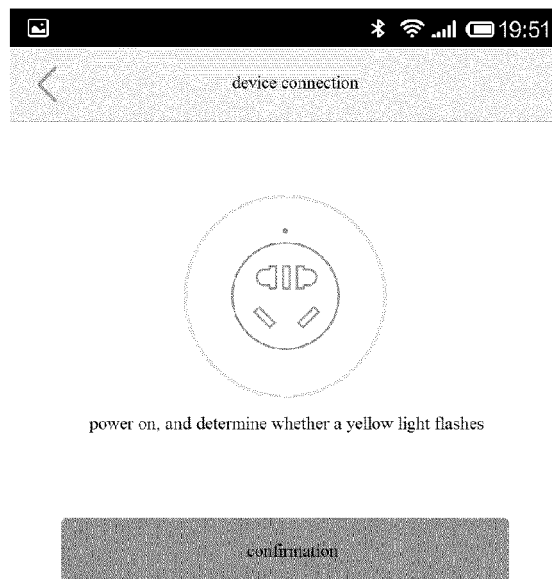 19:51
device connection
power on, and determine whether a yellow light flashes
confirmation